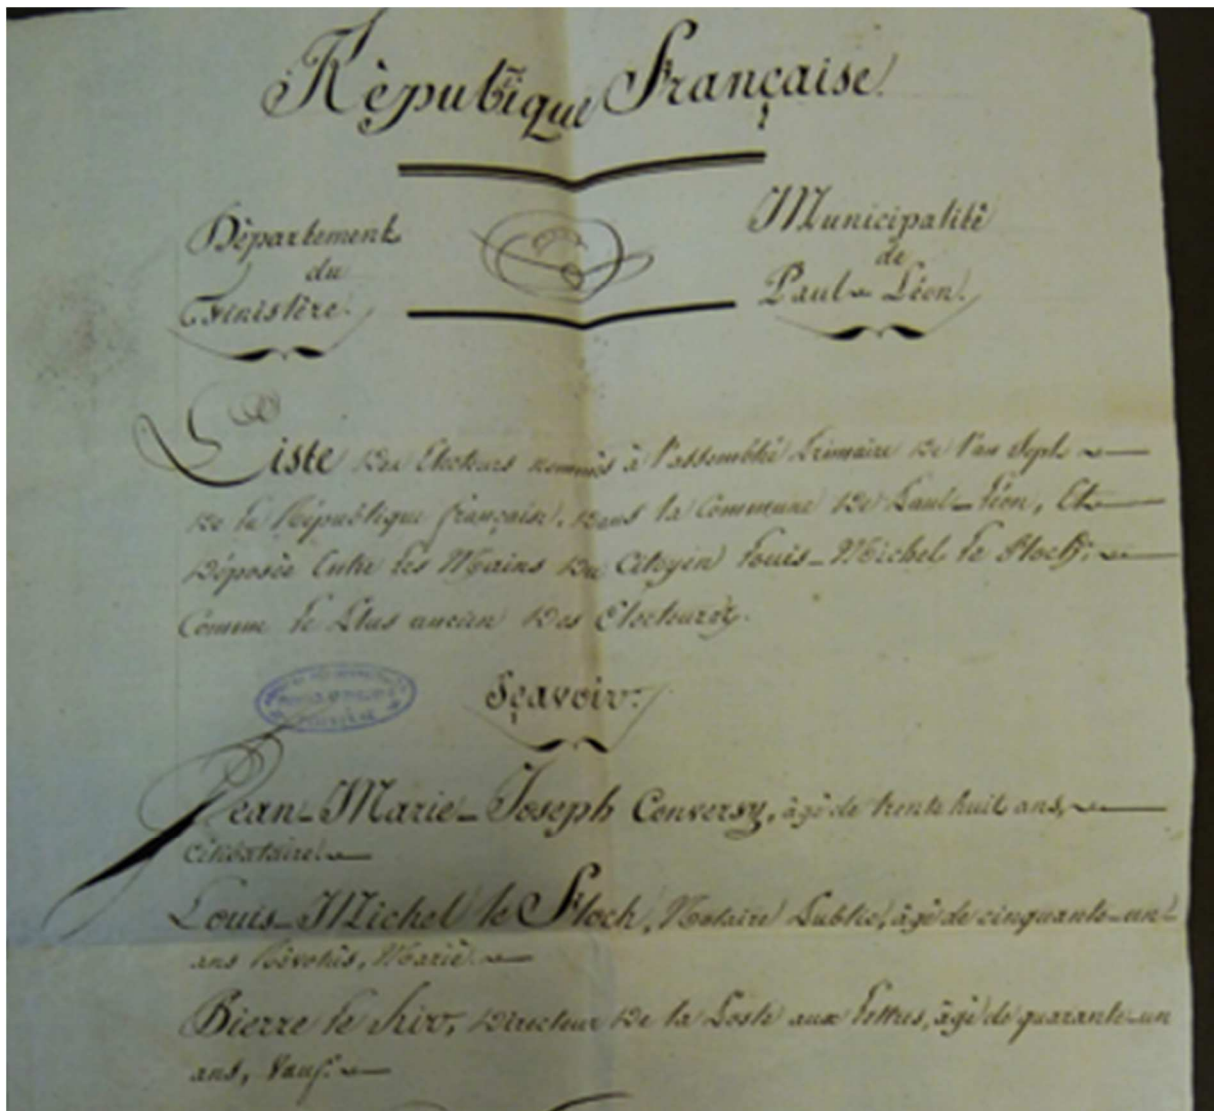 République Française.
Département
du
Finistère.
Municipalité
de
Paul-Léon.
Liste des Electeurs nommés à l'assemblée Primaire de l'an Sept
de la République française, dans la Commune de Paul-Léon, Et
Déposée Entre les Mains du Citoyen Louis-Michel le Floch,
Comme le Plus ancien des Electeurs.
Sçavoir:
Jean-Marie-Joseph Conversy, âgé de trente huit ans,
célibataire.
Louis-Michel le Floch, Notaire Public, âgé de cinquante-un
ans Révolus, Marié.
Pierre le hir, Directeur de la Poste aux lettres, âgé de quarante-un
ans, Veuf.